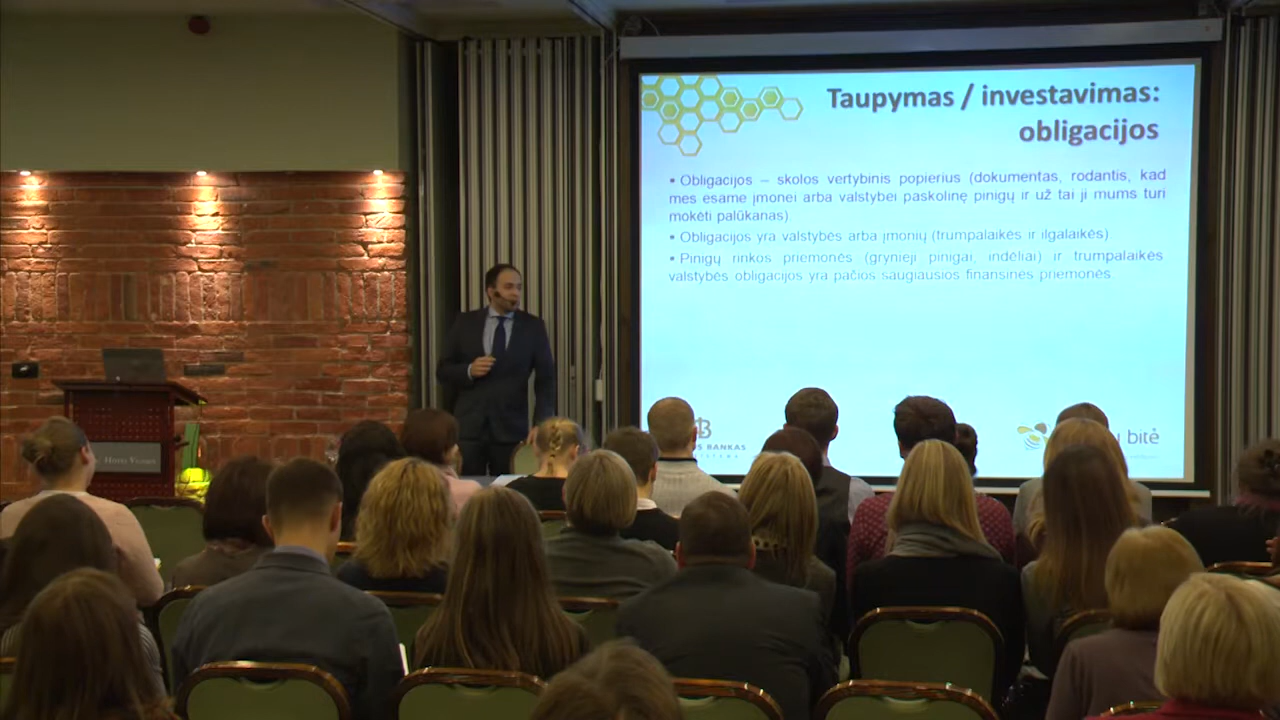 Taupymas / investavimas:
obligacijos
▪ Obligacijos – skolos vertybinis popierius (dokumentas, rodantis, kad
mes esame įmonei arba valstybei paskolinę pinigų ir už tai ji mums turi
mokėti palūkanas).
▪ Obligacijos yra valstybės arba įmonių (trumpalaikės ir ilgalaikės).
▪ Pinigų rinkos priemonės (grynieji pinigai, indėliai) ir trumpalaikės
valstybės obligacijos yra pačios saugiausios finansinės priemonės.
BANKAS
bitė